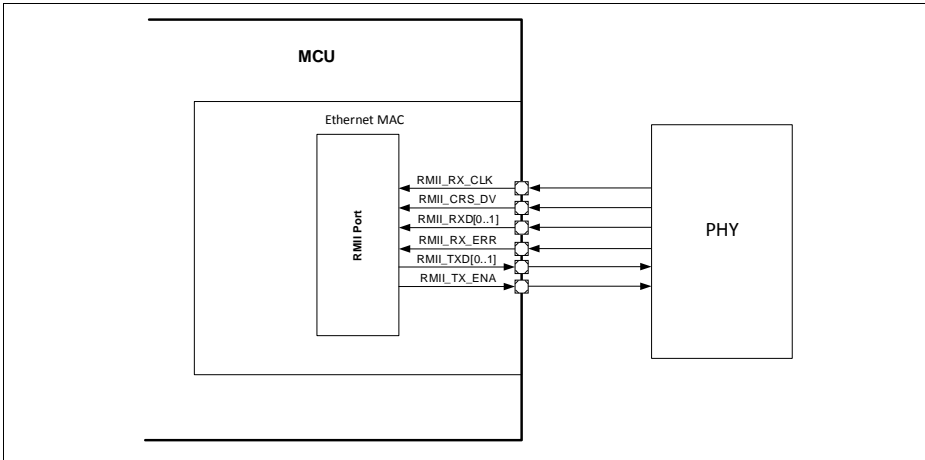 MCU
Ethernet MAC
RMII Port
RMII_RX_CLK
RMII_CRS_DV
RMII_RXD[0..1]
RMII_RX_ERR
RMII_TXD[0..1]
RMII_TX_ENA
PHY